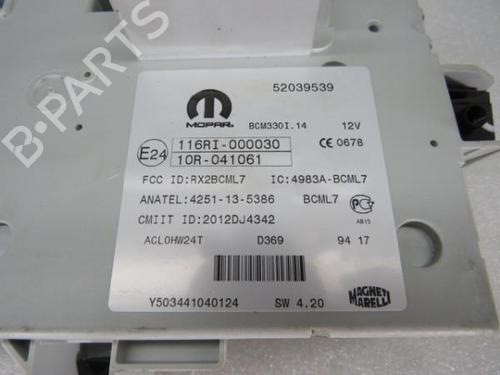 B-PARTS
52039539
MOPAR®
BCM330I.14 12V
E24 116RI-000030 CE 0678
10R-041061
FCC ID:RX2BCML7 IC:4983A-BCML7
ANATEL:4251-13-5386 BCML7
CMIIT ID:2012DJ4342 AB15
ACL0HW24T D369 94 17
Y503441040124 SW 4.20 MAGNETI
MARELLI